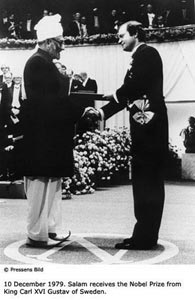 © Pressens Bild
10 December 1979. Salam receives the Nobel Prize from
King Carl XVI Gustav of Sweden.